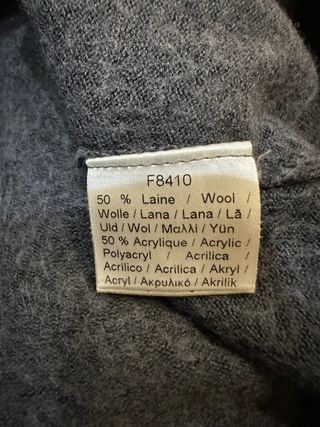 F8410
50 % Laine / Wool /
Wolle / Lana / Lana / Lã /
Uld / Wol / Μαλλί / Yün
50 % Acrylique / Acrylic /
Polyacryl / Acrilica /
Acrilico / Acrilica / Akryl /
Acryl / Ακρυλικό / Akrilik